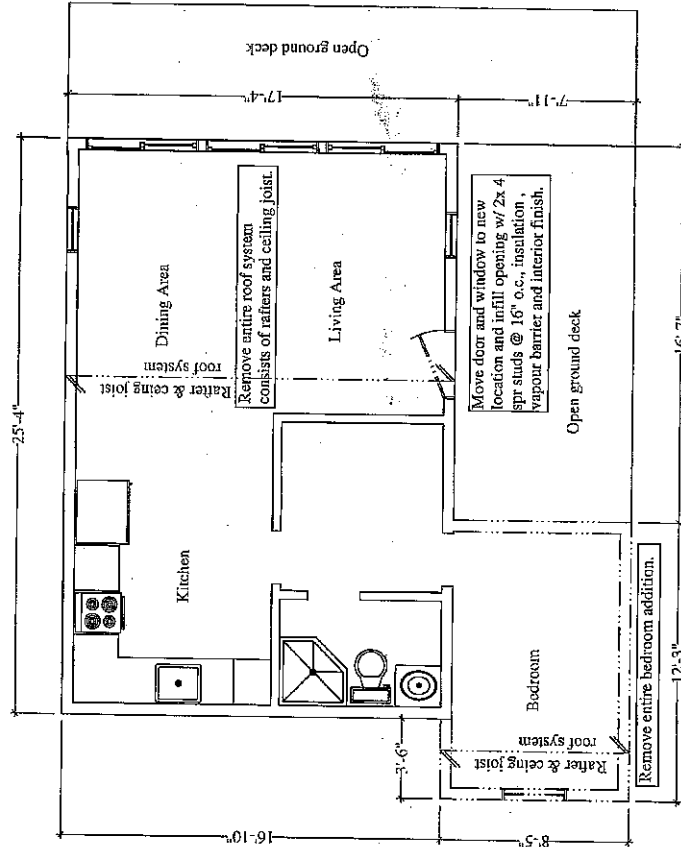 25'-4"
Open ground deck
17'-4"
7'-11"
Dining Area
Rafter & ceing joist
roof system
Remove entire roof system
consists of rafters and ceiling joist.
Living Area
Kitchen
Move door and window to new
location and infill opening w/ 2x 4
spr studs @ 16" o.c., insulation ,
vapour barrier and interior finish.
Open ground deck
16'-7"
Bedroom
Rafter & ceing joist
roof system
3'-6"
Remove entire bedroom addition.
12'-3"
16'-10"
8'-5"